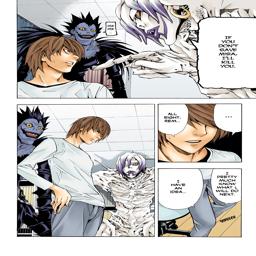 IF
YOU
DON'T
SAVE
MISA,
I'LL
KILL
YOU.
ALL
RIGHT,
REM...
...
I
HAVE
AN
IDEA...
I
PRETTY
MUCH
KNOW
WHAT I
WILL DO
NEXT.